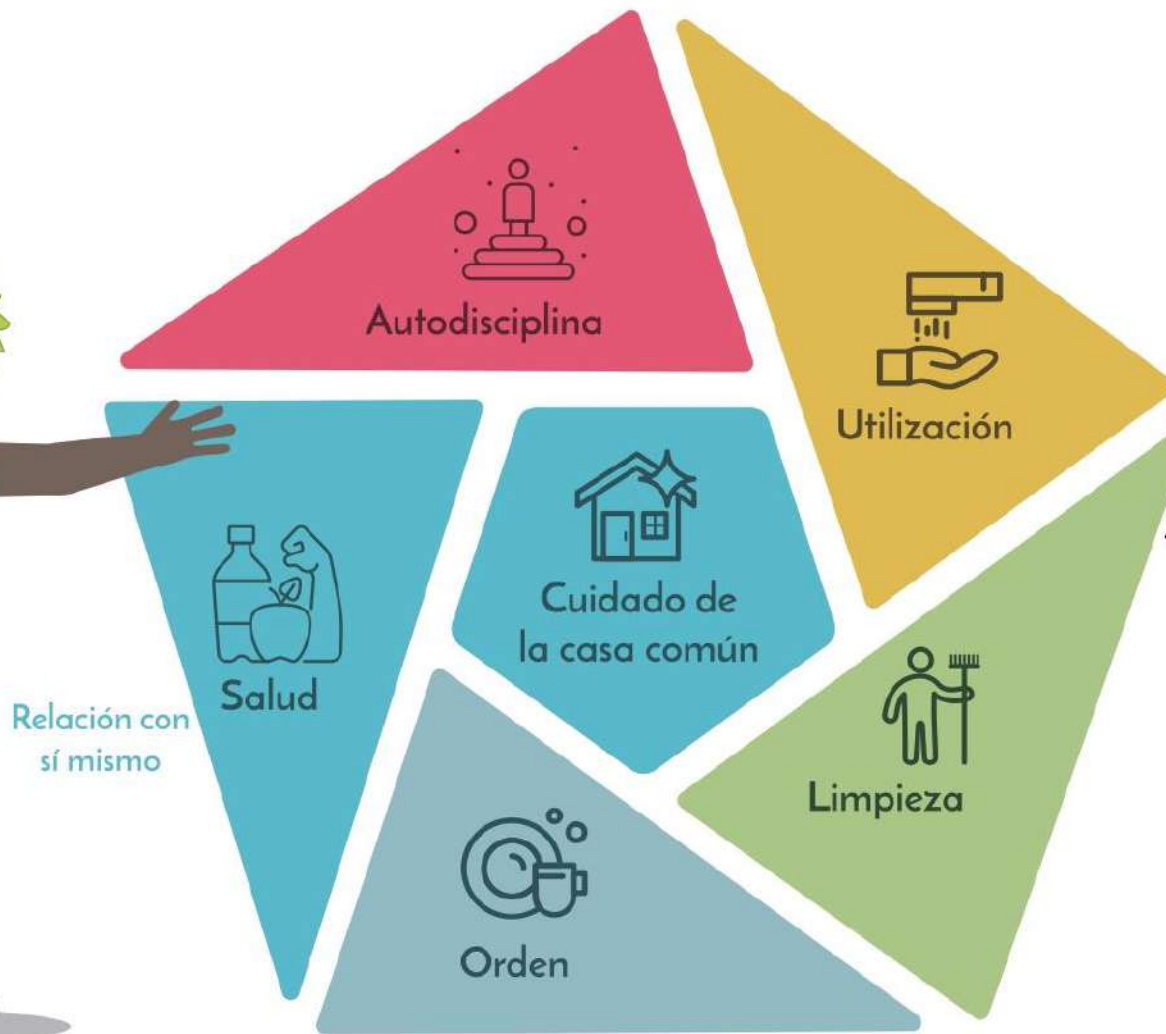 Autodisciplina
Utilización
Cuidado de
la casa común
Salud
Relación con
sí mismo
Limpieza
Orden